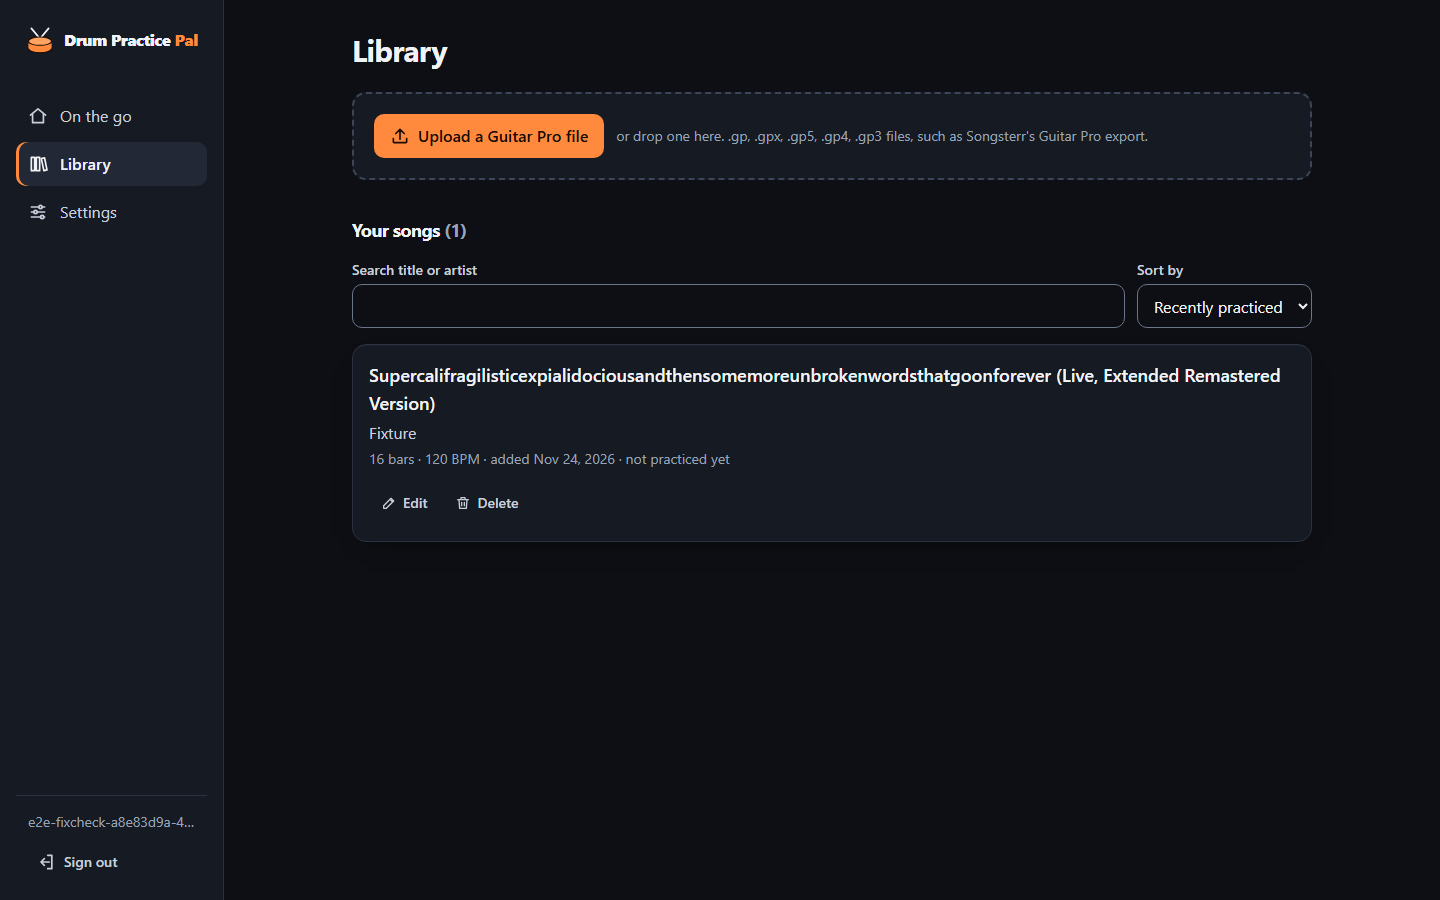 Drum Practice Pal
On the go
Library
Settings
e2e-fixcheck-a8e83d9a-4...
Sign out
Library
Upload a Guitar Pro file
or drop one here. .gp, .gpx, .gp5, .gp4, .gp3 files, such as Songsterr's Guitar Pro export.
Your songs (1)
Search title or artist
Sort by
Recently practiced
Supercalifragilisticexpialidociousandthensomemoreunbrokenwordsthatgoonforever (Live, Extended Remastered
Version)
Fixture
16 bars · 120 BPM · added Nov 24, 2026 · not practiced yet
Edit
Delete